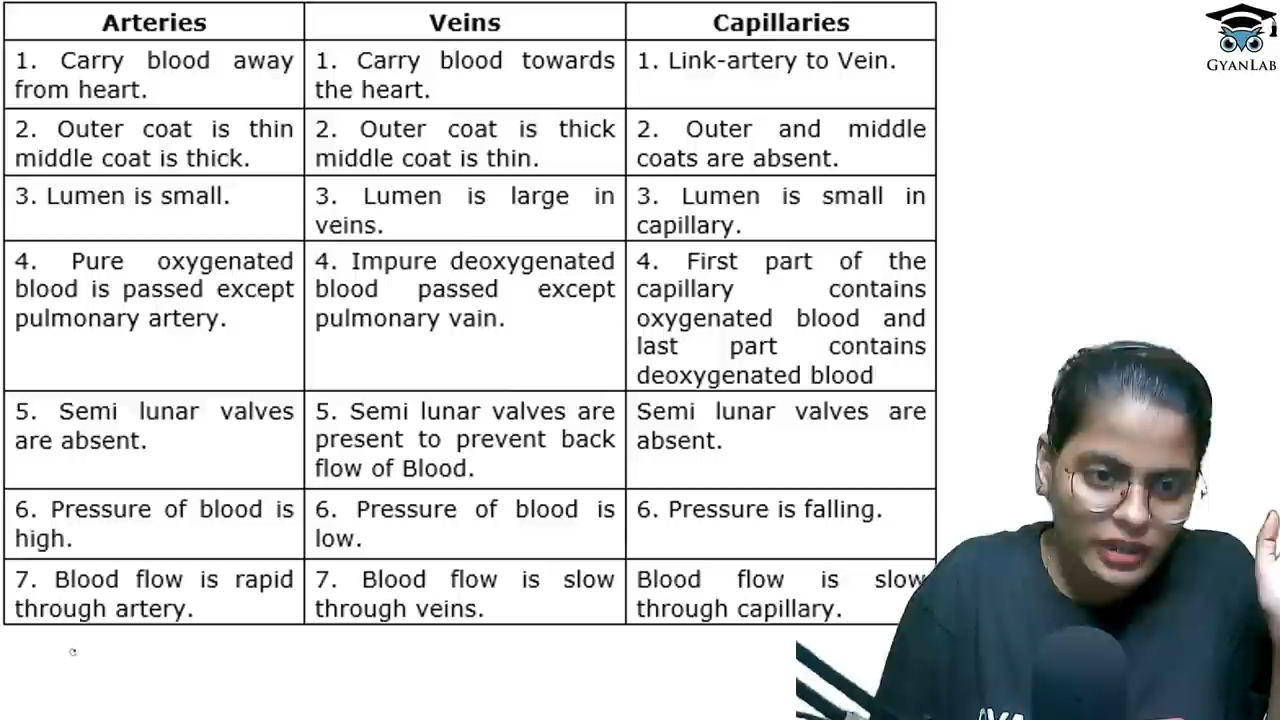 Arteries
Veins
Capillaries
1. Carry blood away
from heart.
1. Carry blood towards
the heart.
1. Link-artery to Vein.
2. Outer coat is thin
middle coat is thick.
2. Outer coat is thick
middle coat is thin.
2. Outer and middle
coats are absent.
3. Lumen is small.
3. Lumen is large in
veins.
3. Lumen is small in
capillary.
4. Pure oxygenated
blood is passed except
pulmonary artery.
4. Impure deoxygenated
blood passed except
pulmonary vain.
4. First part of the
capillary contains
oxygenated blood and
last part contains
deoxygenated blood
5. Semi lunar valves
are absent.
5. Semi lunar valves are
present to prevent back
flow of Blood.
Semi lunar valves are
absent.
6. Pressure of blood is
high.
6. Pressure of blood is
low.
6. Pressure is falling.
7. Blood flow is rapid
through artery.
7. Blood flow is slow
through veins.
Blood flow is slow
through capillary.
GYANLAB